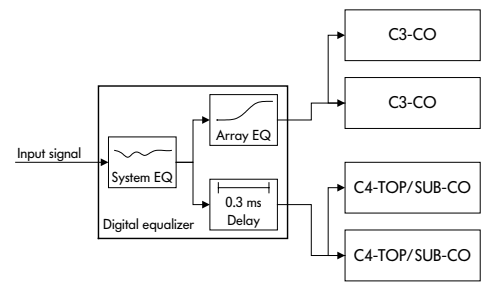 C3-CO
C3-CO
Array EQ
Input signal
System EQ
C4-TOP/SUB-CO
0.3 ms
Delay
Digital equalizer
C4-TOP/SUB-CO